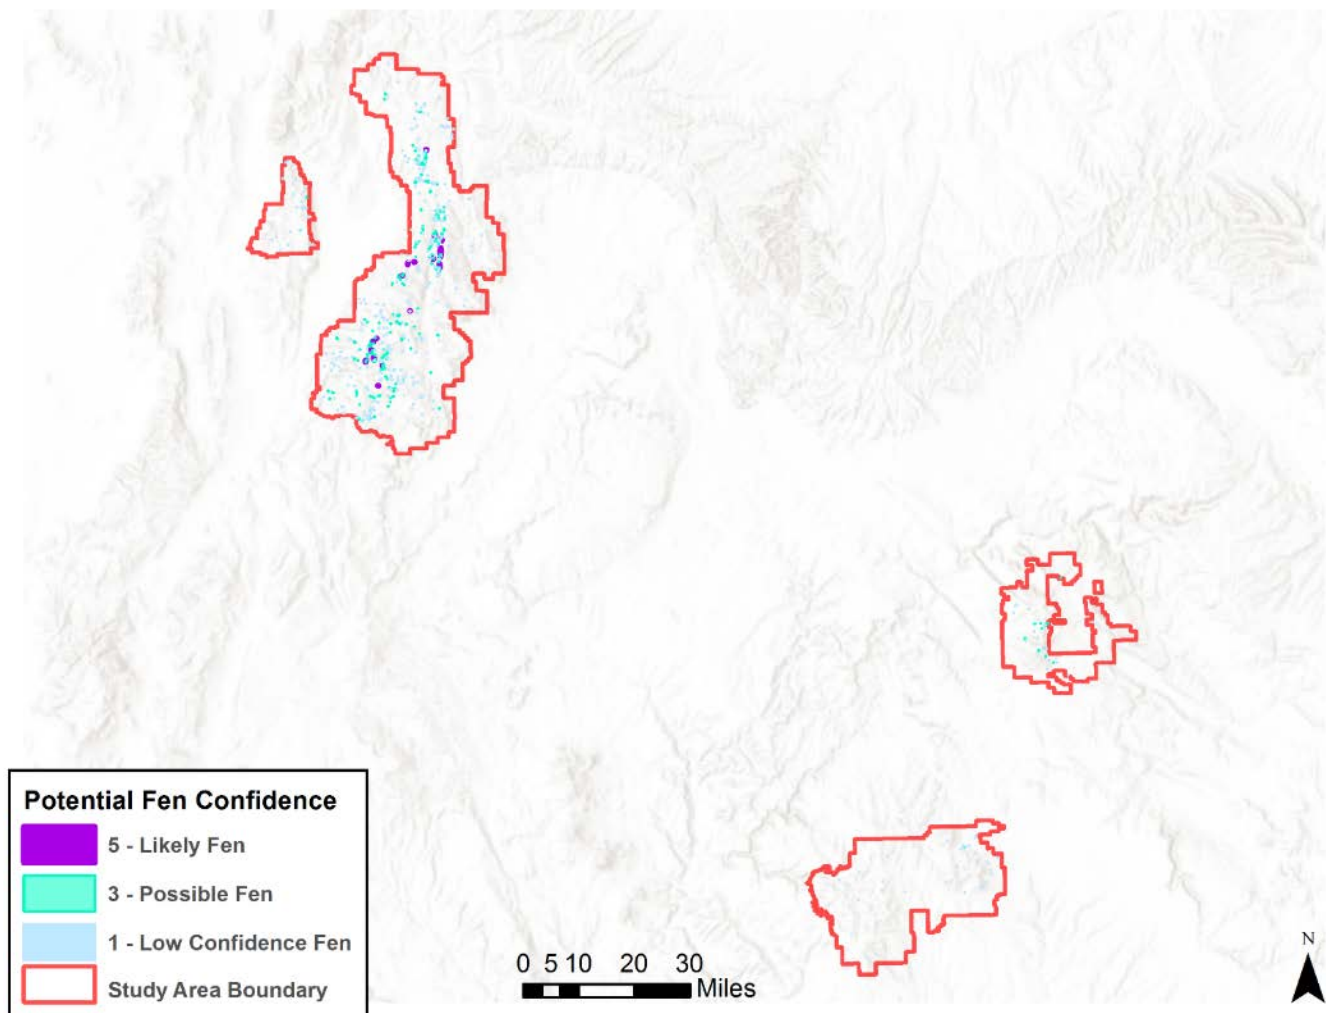 Potential Fen Confidence
5 - Likely Fen
3 - Possible Fen
1 - Low Confidence Fen
Study Area Boundary
0 5 10 20 30
Miles
N